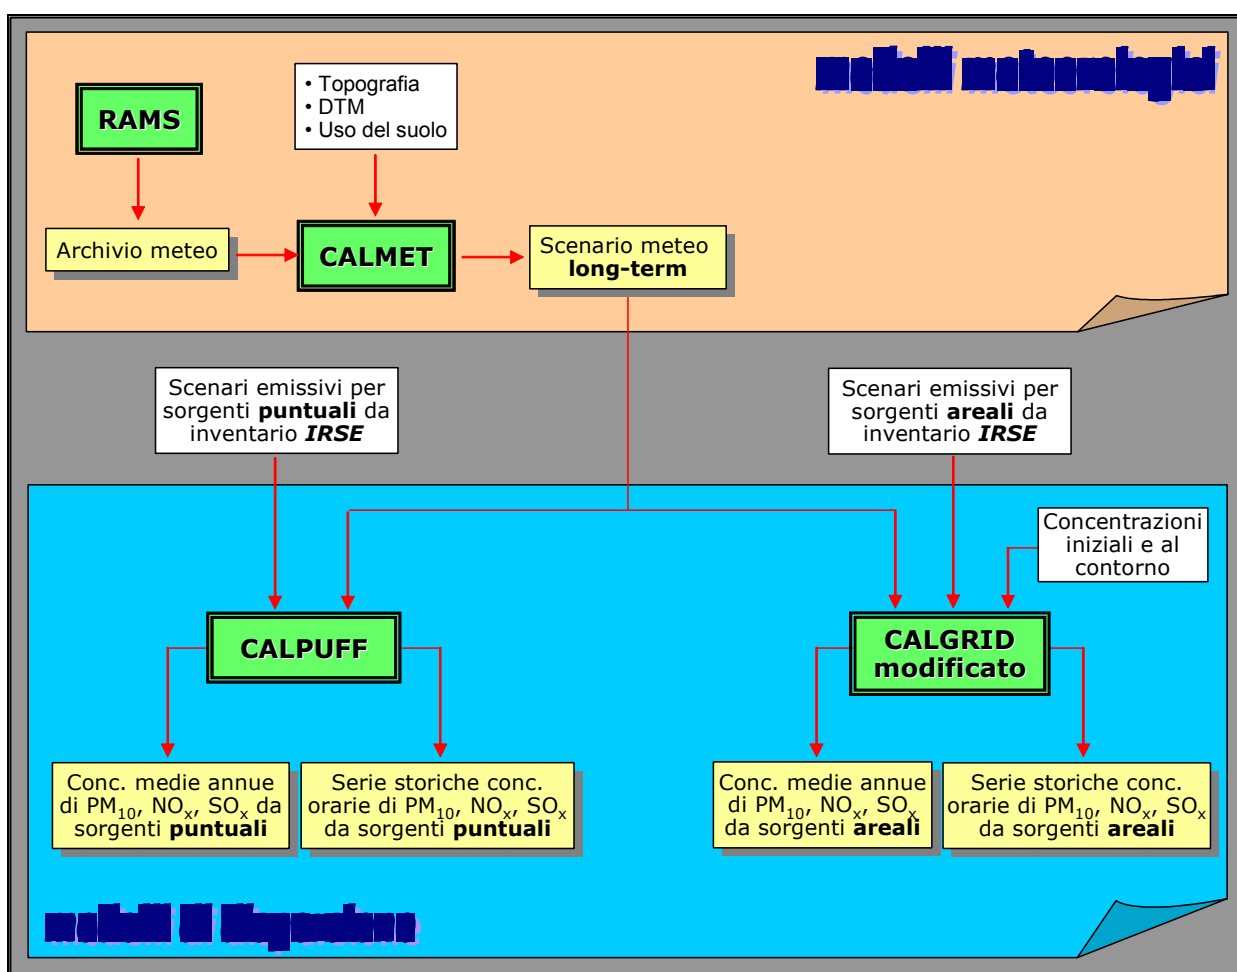 RAMS
• Topografia
• DTM
• Uso del suolo
Archivio meteo
CALMET
Scenario meteo
long-term
Scenari emissivi per
sorgenti puntuali da
inventario IRSE
Scenari emissivi per
sorgenti areali da
inventario IRSE
Concentrazioni
iniziali e al
contorno
CALPUFF
CALGRID
modificato
Conc. medie annue
di PM₁₀, NOₓ, SOₓ da
sorgenti puntuali
Serie storiche conc.
orarie di PM₁₀, NOₓ, SOₓ
da sorgenti puntuali
Conc. medie annue
di PM₁₀, NOₓ, SOₓ
da sorgenti areali
Serie storiche conc.
orarie di PM₁₀, NOₓ, SOₓ
da sorgenti areali